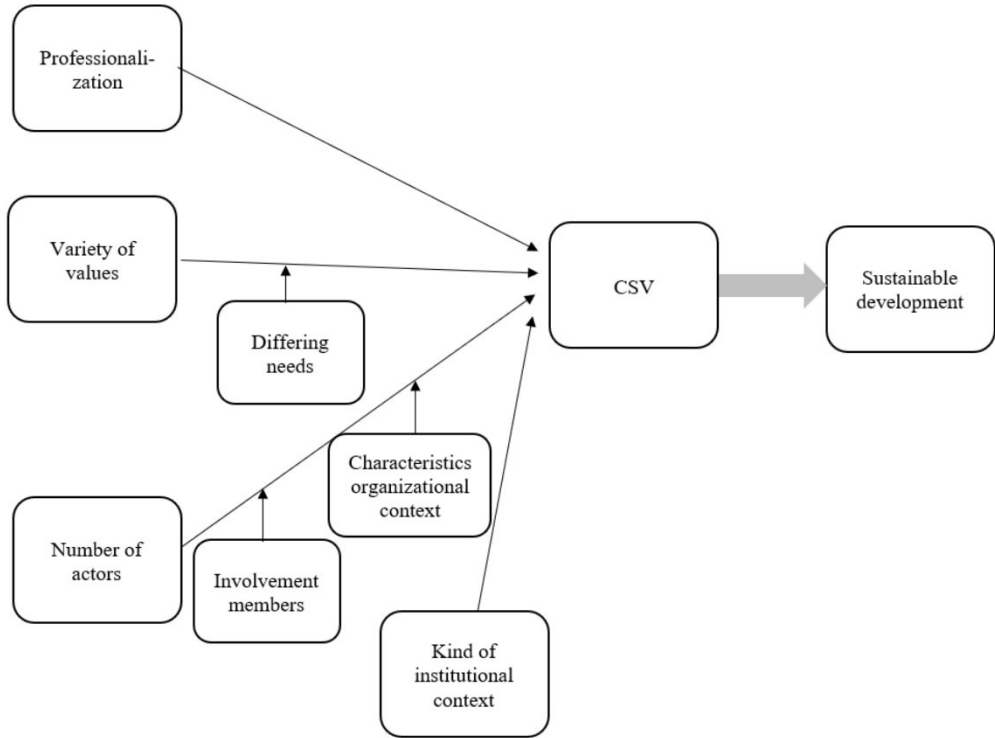 Professionali-
zation
Variety of
values
Differing
needs
CSV
Sustainable
development
Characteristics
organizational
context
Number of
actors
Involvement
members
Kind of
institutional
context